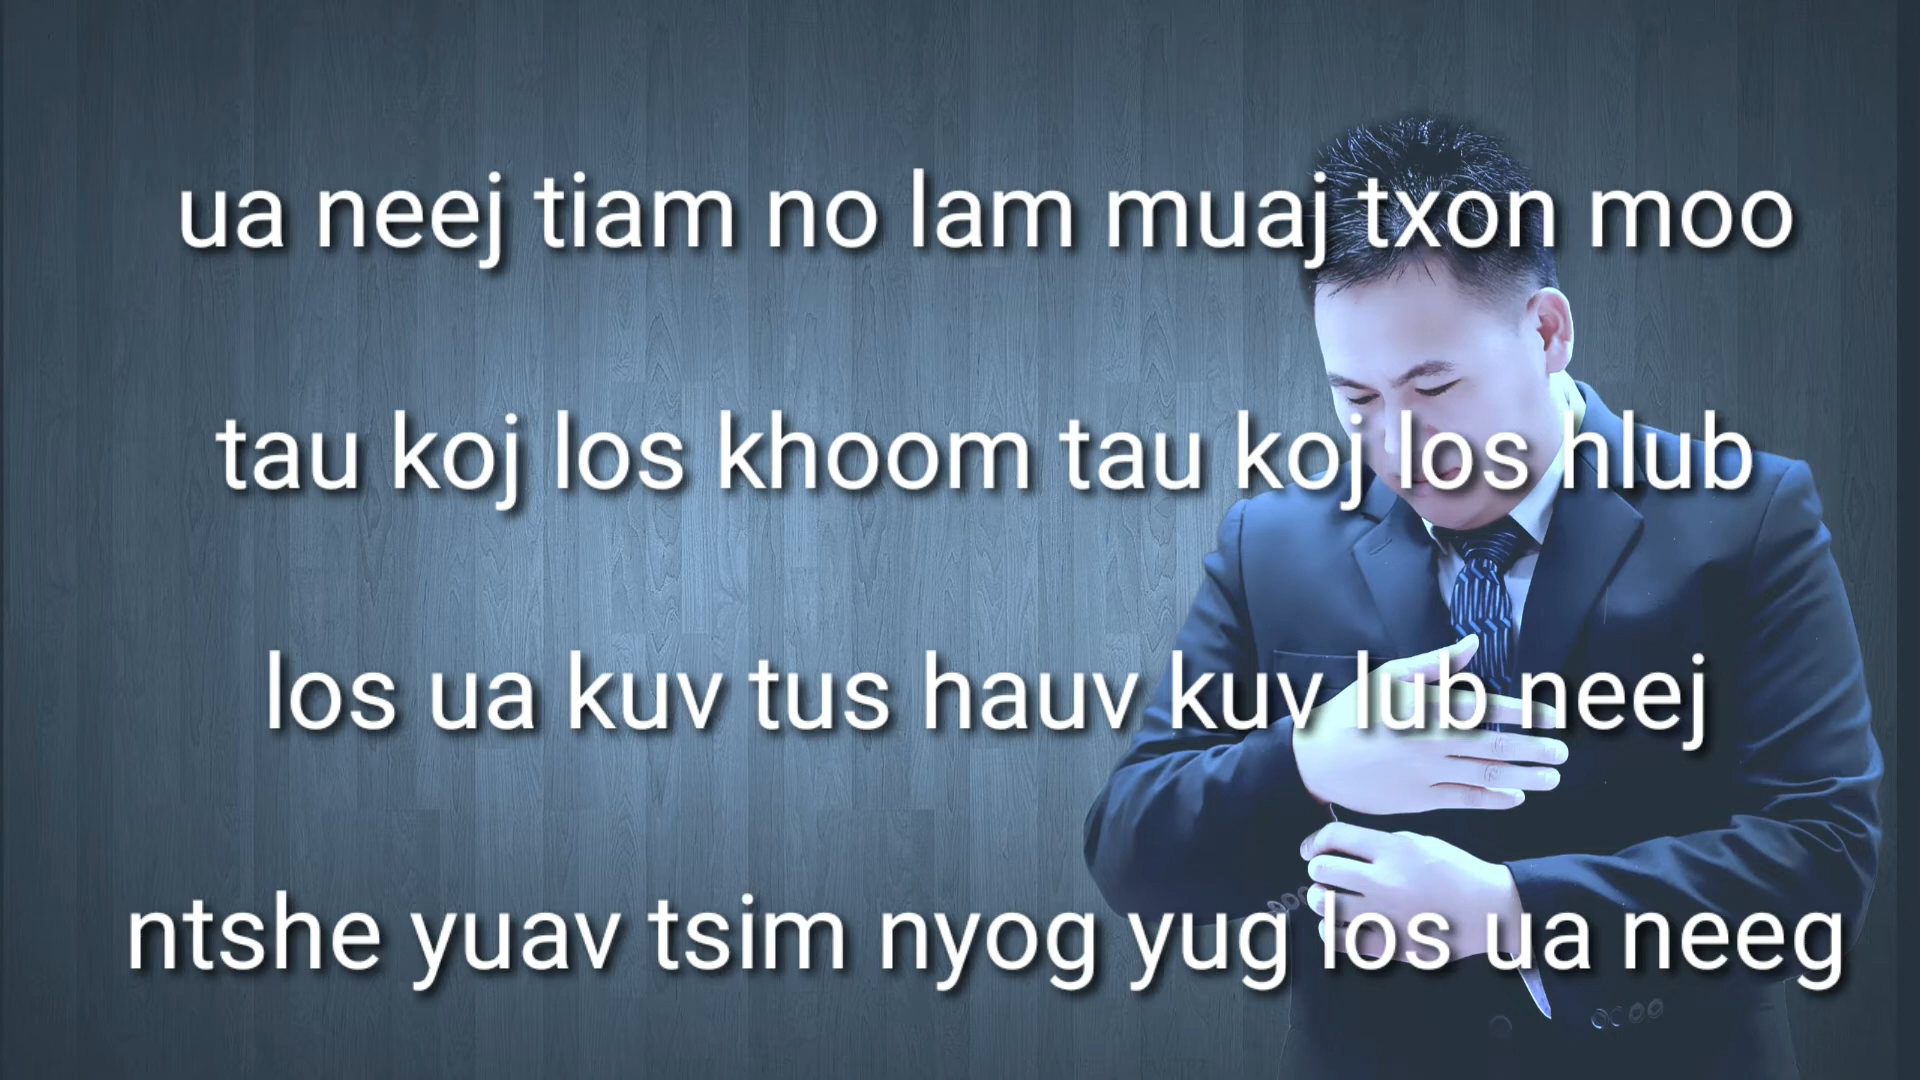 ua neej tiam no lam muaj txon moo
tau koj los khoom tau koj los hlub
los ua kuv tus hauv kuv lub neej
ntshe yuav tsim nyog yug los ua neeg